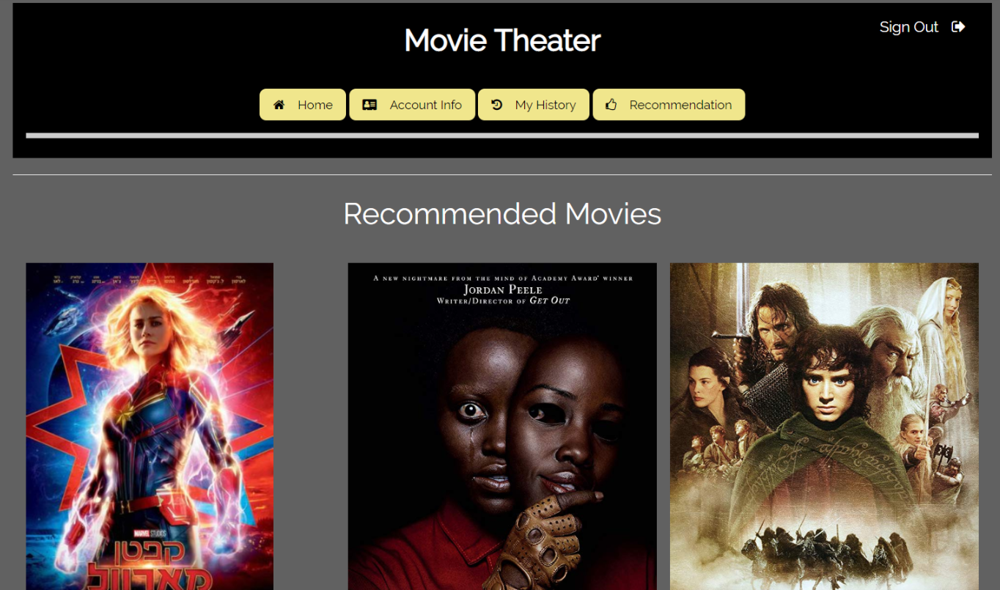 Movie Theater
Sign Out
Home
Account Info
My History
Recommendation
Recommended Movies
MARVEL STUDIOS
קפטן
מארוול
A NEW NIGHTMARE FROM THE MIND OF ACADEMY AWARD® WINNER
JORDAN PEELE
WRITER/DIRECTOR OF GET OUT